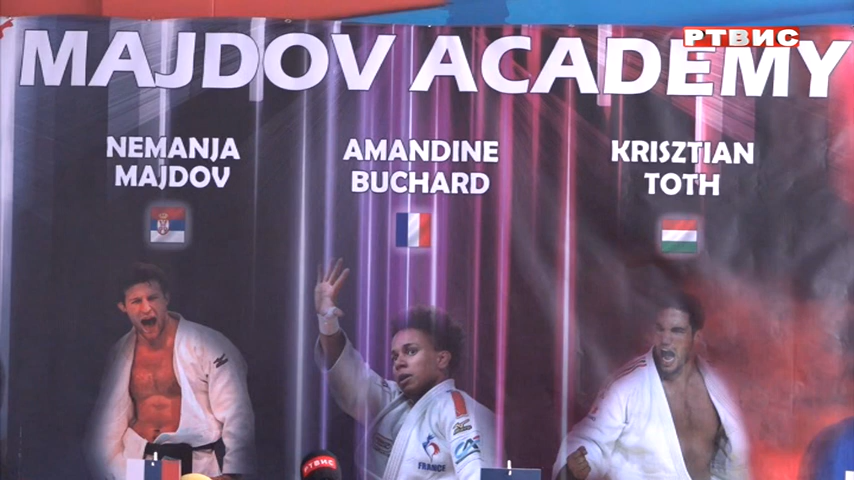 MAJDOV ACADEMY
РТВИС
NEMANJA
MAJDOV
AMANDINE
BUCHARD
KRISZTIAN
TOTH
FRANCE
РТВИС